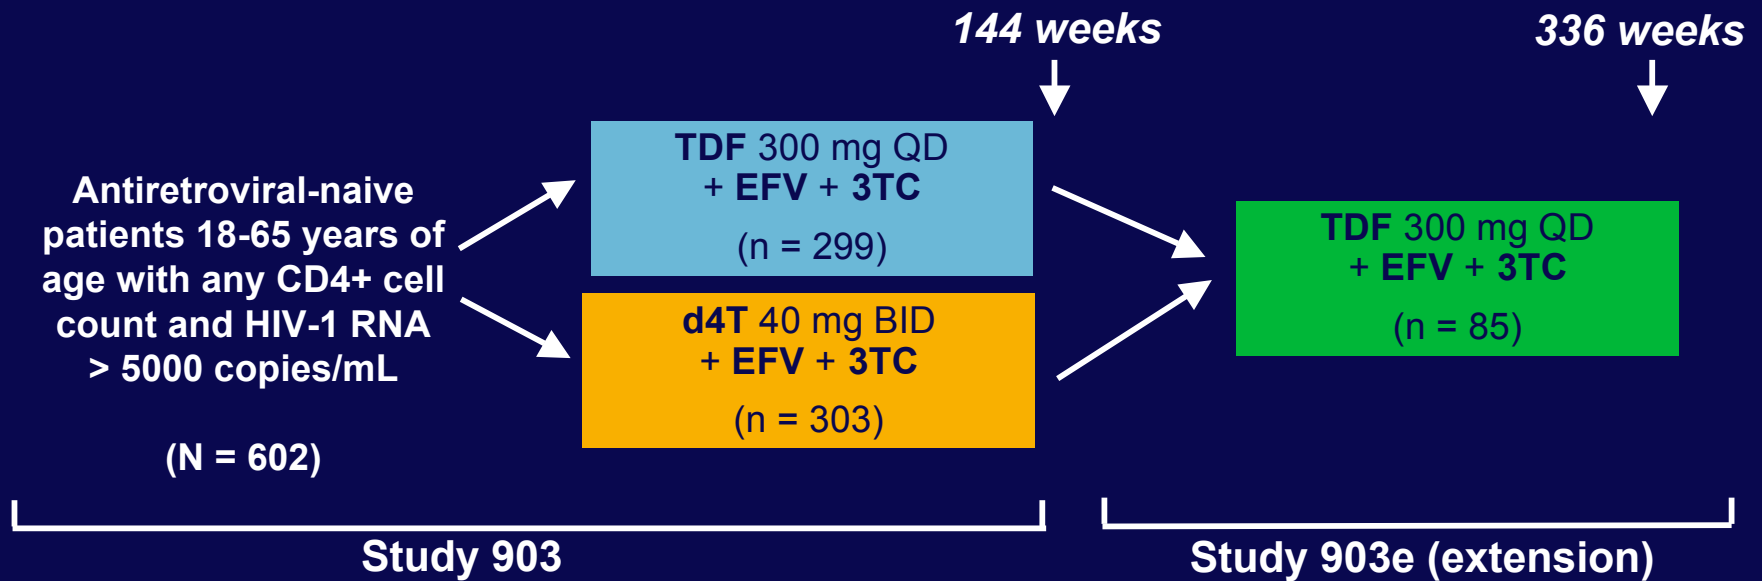 144 weeks
336 weeks
Antiretroviral-naive
patients 18-65 years of
age with any CD4+ cell
count and HIV-1 RNA
> 5000 copies/mL
(N = 602)
TDF 300 mg QD
+ EFV + 3TC
(n = 299)
d4T 40 mg BID
+ EFV + 3TC
(n = 303)
TDF 300 mg QD
+ EFV + 3TC
(n = 85)
Study 903
Study 903e (extension)